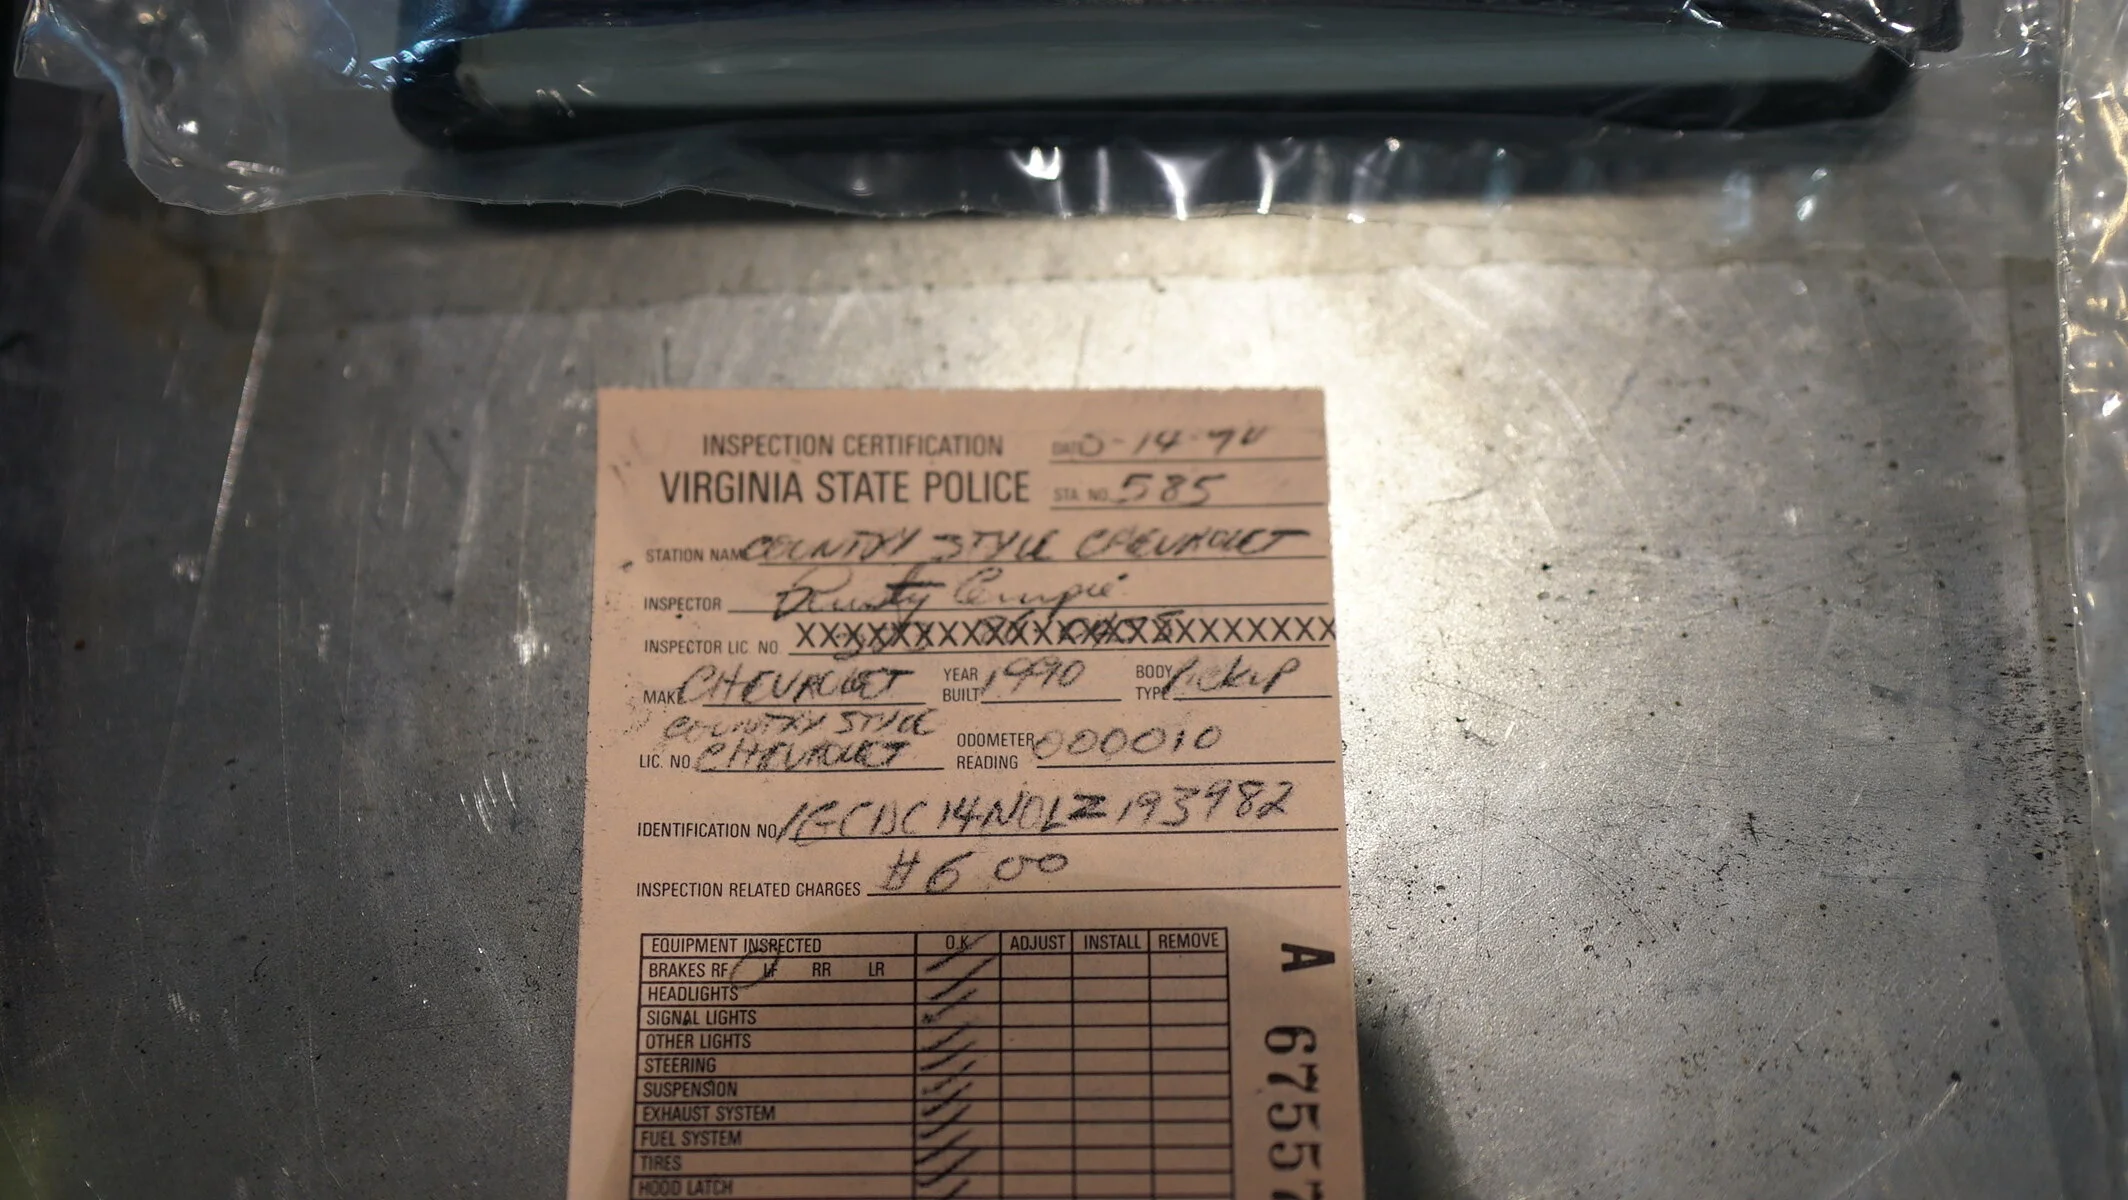 INSPECTION CERTIFICATION DATE -14-90
VIRGINIA STATE POLICE STA. NO. 585
STATION NAME COUNTRY STYLE CHEVROLET
INSPECTOR Rusty
INSPECTOR LIC. NO. XXXXXXXXXXXXXXXXXXXXXXX
MAKE CHEVROLET YEAR BUILT 1990 BODY TYPE Pickup
COUNTRY STYLE
LIC. NO. CHEVROLET ODOMETER READING 000010
IDENTIFICATION NO. 1GCDC14N0LZ193982
INSPECTION RELATED CHARGES #6 00
EQUIPMENT INSPECTED O.K. ADJUST INSTALL REMOVE
BRAKES RF LF RR LR
HEADLIGHTS
SIGNAL LIGHTS
OTHER LIGHTS
STEERING
SUSPENSION
EXHAUST SYSTEM
FUEL SYSTEM
TIRES
HOOD LATCH
A 6755